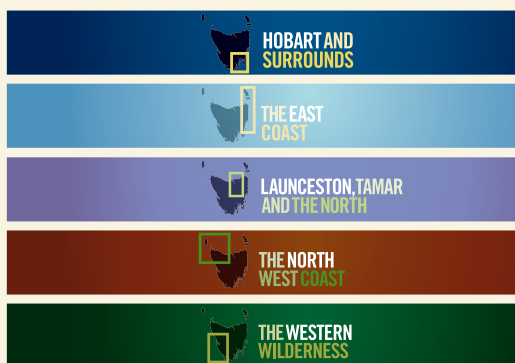 HOBART AND
SURROUNDS
THE EAST
COAST
LAUNCESTON, TAMAR
AND THE NORTH
THE NORTH
WEST COAST
THE WESTERN
WILDERNESS